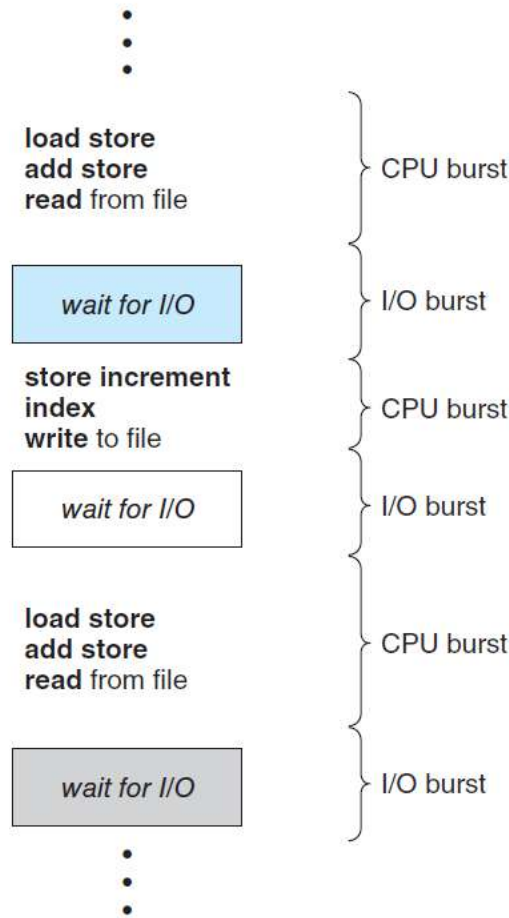 load store
add store
read from file
CPU burst
wait for I/O
I/O burst
store increment
index
write to file
CPU burst
wait for I/O
I/O burst
load store
add store
read from file
CPU burst
wait for I/O
I/O burst